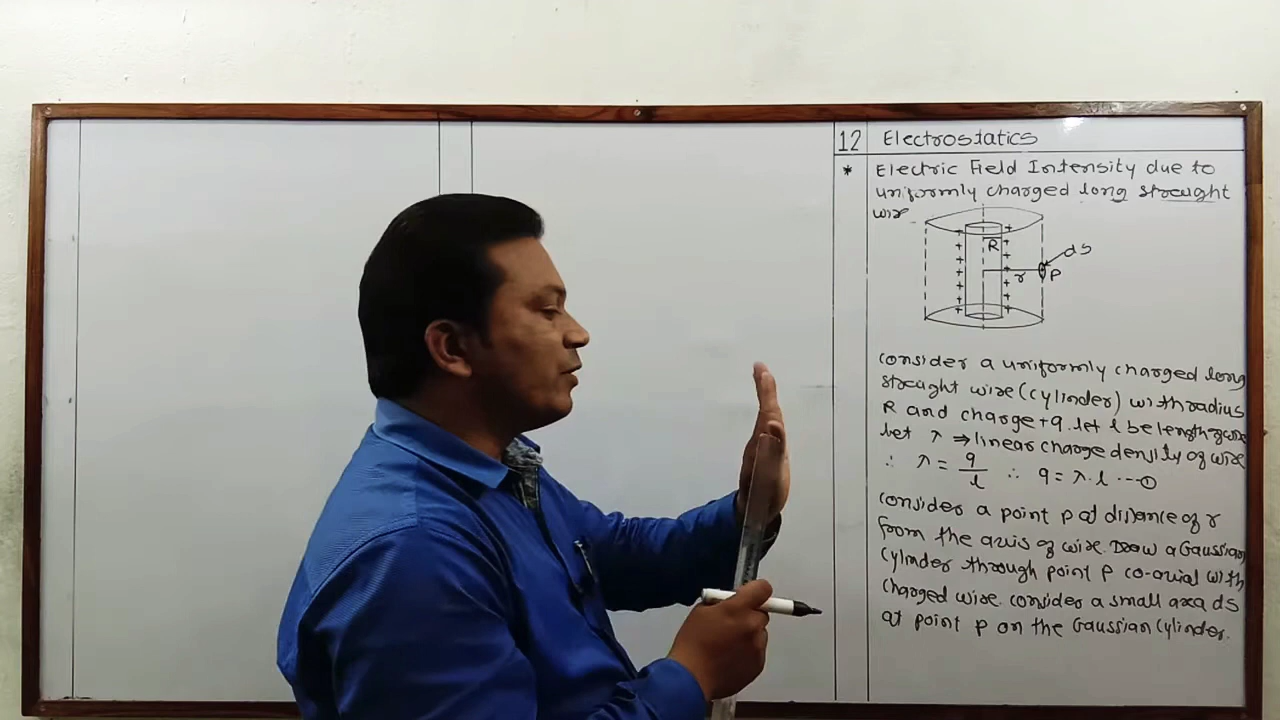 12 Electrostatics
* Electric Field Intensity due to
uniformly charged long streught
wire.
R
ds
r
P
Consider a uniformly charged long
streught wire (cylinder) with radius
R and charge +q. let l be length of wire
let λ ⇒ linear charge density of wire
∴ λ = q/l ∴ q = λ.l ---①
Consider a point P at distance of r
from the axis of wire. Draw a Gaussian
cylinder through point P co-axial with
charged wire. consider a small area ds
at point P on the Gaussian Cylinder.